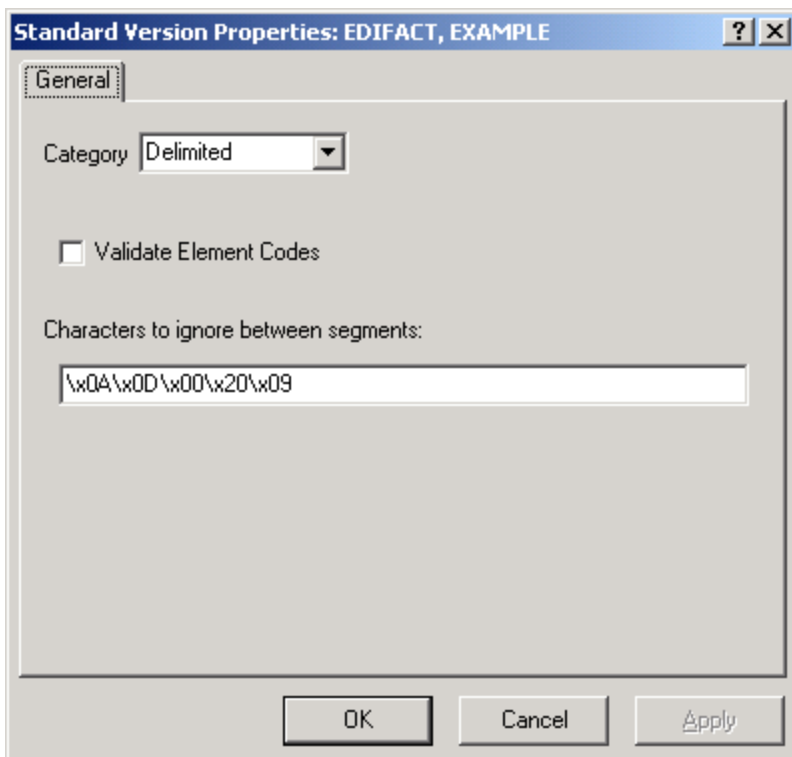 Standard Version Properties: EDIFACT, EXAMPLE
General
Category Delimited
Validate Element Codes
Characters to ignore between segments:
\x0A\x0D\x00\x20\x09
OK Cancel Apply